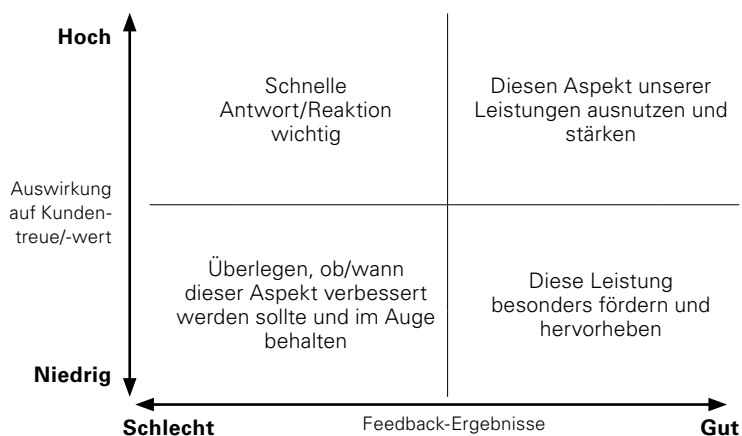 Hoch
Schnelle
Antwort/Reaktion
wichtig
Diesen Aspekt unserer
Leistungen ausnutzen und
stärken
Auswirkung
auf Kunden-
treue/-wert
Überlegen, ob/wann
dieser Aspekt verbessert
werden sollte und im Auge
behalten
Diese Leistung
besonders fördern und
hervorheben
Niedrig
Schlecht
Feedback-Ergebnisse
Gut